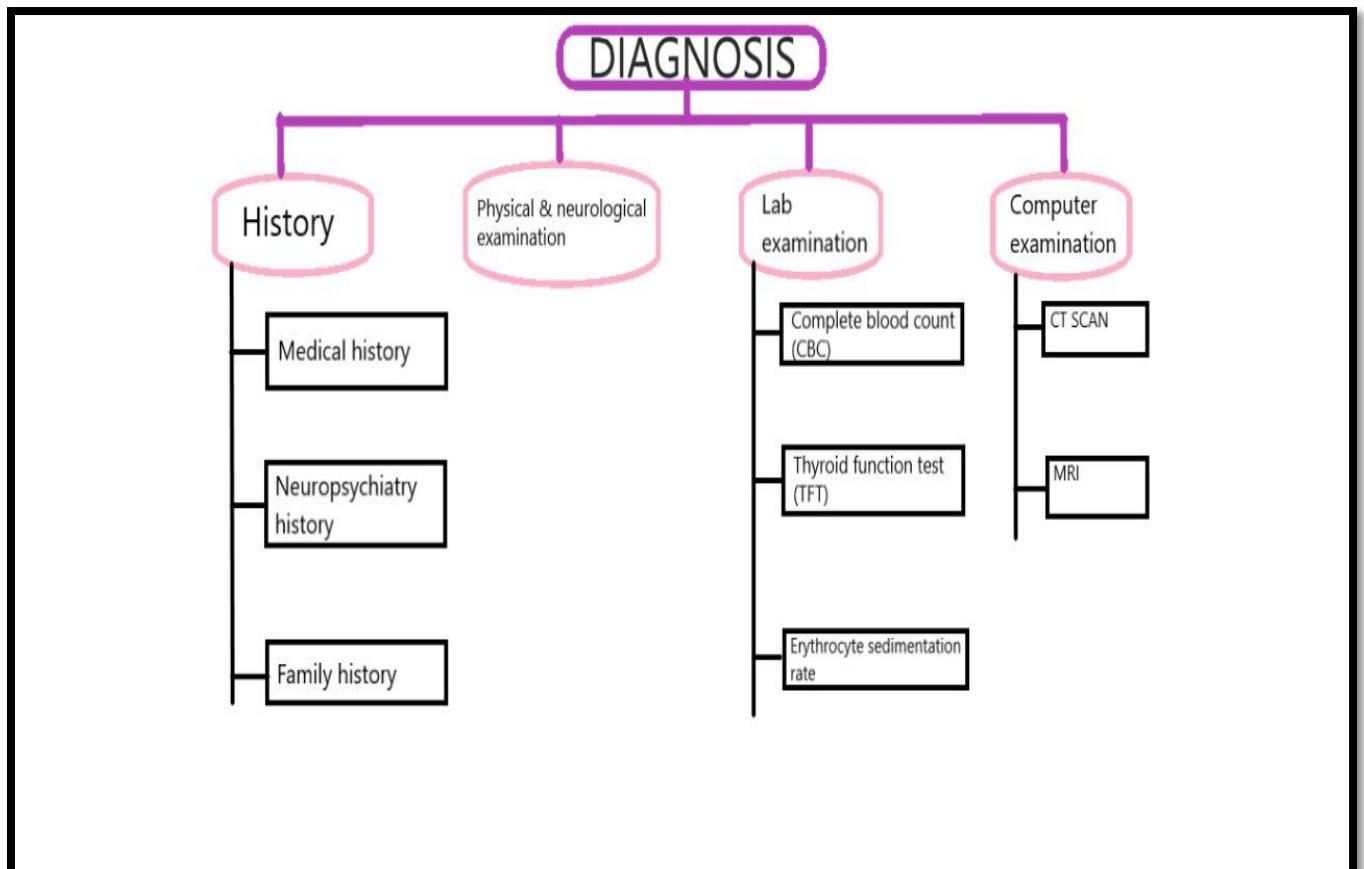 DIAGNOSIS
History
Physical & neurological
examination
Lab
examination
Computer
examination
Medical history
Neuropsychiatry
history
Family history
Complete blood count
(CBC)
Thyroid function test
(TFT)
Erythrocyte sedimentation
rate
CT SCAN
MRI